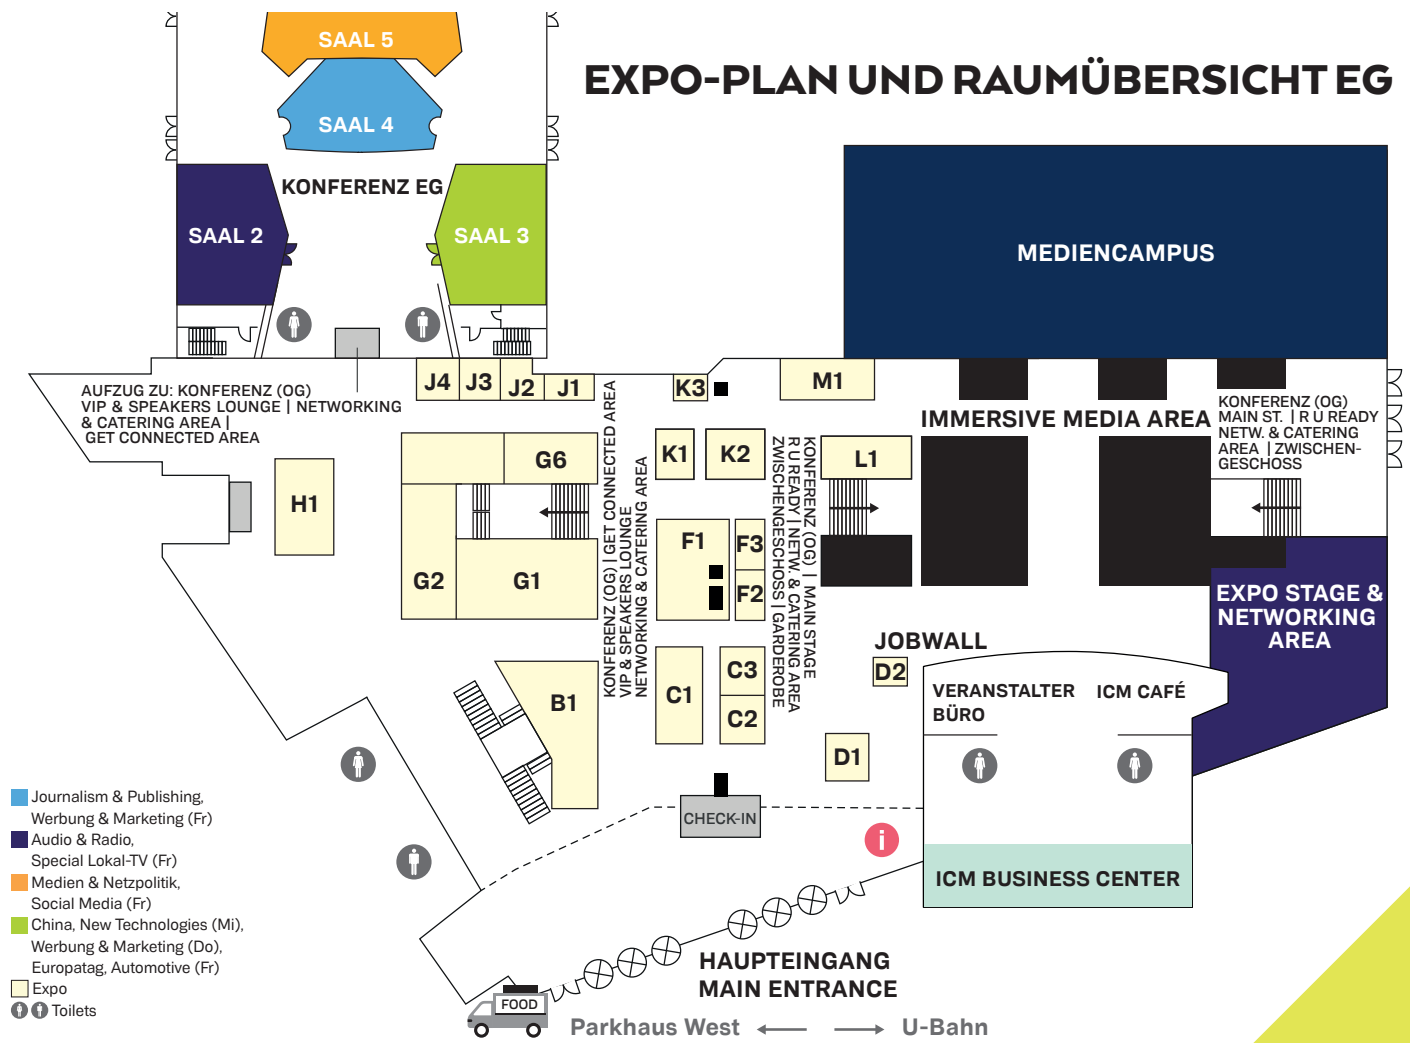 EXPO-PLAN UND RAUMÜBERSICHT EG
SAAL 5
SAAL 4
KONFERENZ EG
SAAL 2
SAAL 3
MEDIENCAMPUS
AUFZUG ZU: KONFERENZ (OG)
VIP & SPEAKERS LOUNGE | NETWORKING
& CATERING AREA |
GET CONNECTED AREA
J4
J3
J2
J1
K3
M1
IMMERSIVE MEDIA AREA
KONFERENZ (OG)
MAIN ST. | R U READY
NETW. & CATERING
AREA | ZWISCHEN-
GESCHOSS
G6
K1
K2
L1
H1
F1
F3
F2
G2
G1
KONFERENZ (OG) | GET CONNECTED AREA
VIP & SPEAKERS LOUNGE
NETWORKING & CATERING AREA
KONFERENZ (OG) | MAIN STAGE
R U READY | NETW. & CATERING AREA
ZWISCHENGESCHOSS | GARDEROBE
EXPO STAGE &
NETWORKING
AREA
JOBWALL
D2
B1
C1
C3
C2
D1
VERANSTALTER
BÜRO
ICM CAFÉ
CHECK-IN
i
ICM BUSINESS CENTER
Journalism & Publishing,
Werbung & Marketing (Fr)
Audio & Radio,
Special Lokal-TV (Fr)
Medien & Netzpolitik,
Social Media (Fr)
China, New Technologies (Mi),
Werbung & Marketing (Do),
Europatag, Automotive (Fr)
Expo
Toilets
HAUPTEINGANG
MAIN ENTRANCE
FOOD
Parkhaus West
U-Bahn